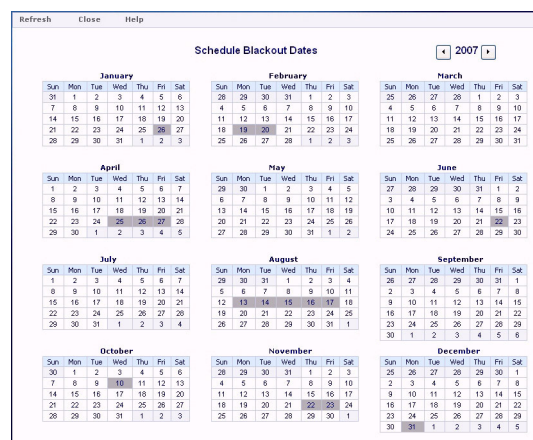 Refresh Close Help
Schedule Blackout Dates
2007
January
Sun Mon Tue Wed Thu Fri Sat
31 1 2 3 4 5 6
7 8 9 10 11 12 13
14 15 16 17 18 19 20
21 22 23 24 25 26 27
28 29 30 31 1 2 3
February
Sun Mon Tue Wed Thu Fri Sat
28 29 30 31 1 2 3
4 5 6 7 8 9 10
11 12 13 14 15 16 17
18 19 20 21 22 23 24
25 26 27 28 1 2 3
March
Sun Mon Tue Wed Thu Fri Sat
25 26 27 28 1 2 3
4 5 6 7 8 9 10
11 12 13 14 15 16 17
18 19 20 21 22 23 24
25 26 27 28 29 30 31
April
Sun Mon Tue Wed Thu Fri Sat
1 2 3 4 5 6 7
8 9 10 11 12 13 14
15 16 17 18 19 20 21
22 23 24 25 26 27 28
29 30 1 2 3 4 5
May
Sun Mon Tue Wed Thu Fri Sat
29 30 1 2 3 4 5
6 7 8 9 10 11 12
13 14 15 16 17 18 19
20 21 22 23 24 25 26
27 28 29 30 31 1 2
June
Sun Mon Tue Wed Thu Fri Sat
27 28 29 30 31 1 2
3 4 5 6 7 8 9
10 11 12 13 14 15 16
17 18 19 20 21 22 23
24 25 26 27 28 29 30
July
Sun Mon Tue Wed Thu Fri Sat
1 2 3 4 5 6 7
8 9 10 11 12 13 14
15 16 17 18 19 20 21
22 23 24 25 26 27 28
29 30 31 1 2 3 4
August
Sun Mon Tue Wed Thu Fri Sat
29 30 31 1 2 3 4
5 6 7 8 9 10 11
12 13 14 15 16 17 18
19 20 21 22 23 24 25
26 27 28 29 30 31 1
September
Sun Mon Tue Wed Thu Fri Sat
26 27 28 29 30 31 1
2 3 4 5 6 7 8
9 10 11 12 13 14 15
16 17 18 19 20 21 22
23 24 25 26 27 28 29
30 1 2 3 4 5 6
October
Sun Mon Tue Wed Thu Fri Sat
30 1 2 3 4 5 6
7 8 9 10 11 12 13
14 15 16 17 18 19 20
21 22 23 24 25 26 27
28 29 30 31 1 2 3
November
Sun Mon Tue Wed Thu Fri Sat
28 29 30 31 1 2 3
4 5 6 7 8 9 10
11 12 13 14 15 16 17
18 19 20 21 22 23 24
25 26 27 28 29 30 1
December
Sun Mon Tue Wed Thu Fri Sat
25 26 27 28 29 30 1
2 3 4 5 6 7 8
9 10 11 12 13 14 15
16 17 18 19 20 21 22
23 24 25 26 27 28 29
30 31 1 2 3 4 5